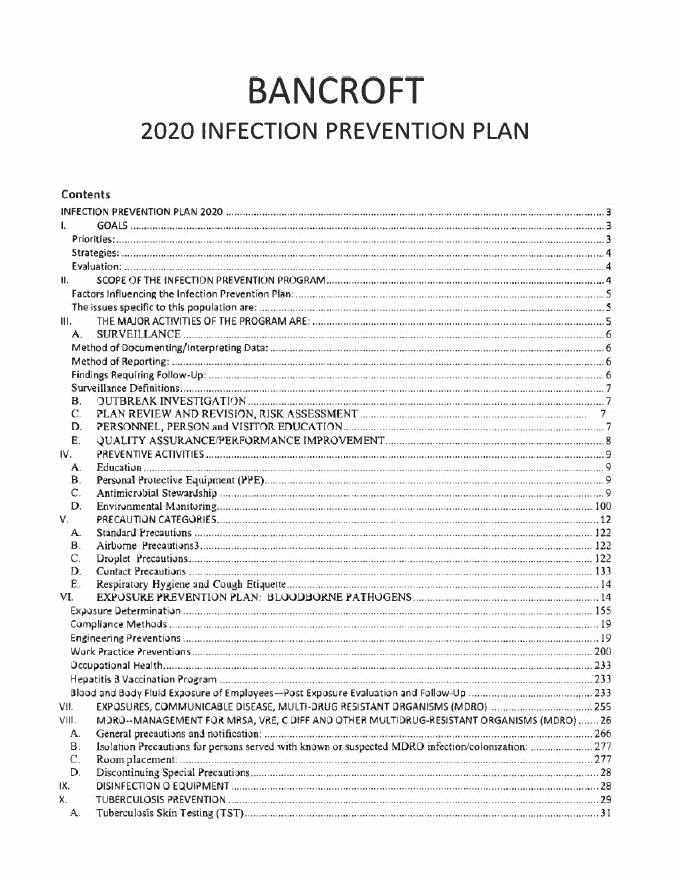 BANCROFT
2020 INFECTION PREVENTION PLAN
Contents
INFECTION PREVENTION PLAN 2020 ........ 3
I. GOALS ........ 3
Priorities: ........ 3
Strategies: ........ 4
Evaluation: ........ 4
II. SCOPE OF THE INFECTION PREVENTION PROGRAM ........ 4
Factors Influencing the Infection Prevention Plan: ........ 5
The issues specific to this population are: ........ 5
III. THE MAJOR ACTIVITIES OF THE PROGRAM ARE: ........ 5
A. SURVEILLANCE ........ 6
Method of Documenting/Interpreting Data: ........ 6
Method of Reporting: ........ 6
Findings Requiring Follow-Up: ........ 6
Surveillance Definitions ........ 7
B. OUTBREAK INVESTIGATION ........ 7
C. PLAN REVIEW AND REVISION, RISK ASSESSMENT ........ 7
D. PERSONNEL, PERSON and VISITOR EDUCATION ........ 7
E. QUALITY ASSURANCE/PERFORMANCE IMPROVEMENT ........ 8
IV. PREVENTIVE ACTIVITIES ........ 9
A. Education ........ 9
B. Personal Protective Equipment (PPE) ........ 9
C. Antimicrobial Stewardship ........ 9
D. Environmental Monitoring ........ 100
V. PRECAUTION CATEGORIES ........ 12
A. Standard Precautions ........ 122
B. Airborne Precautions3 ........ 122
C. Droplet Precautions ........ 122
D. Contact Precautions ........ 133
E. Respiratory Hygiene and Cough Etiquette ........ 14
VI. EXPOSURE PREVENTION PLAN: BLOODBORNE PATHOGENS ........ 14
Exposure Determination ........ 155
Compliance Methods ........ 19
Engineering Preventions ........ 19
Work Practice Preventions ........ 200
Occupational Health ........ 233
Hepatitis B Vaccination Program ........ 233
Blood and Body Fluid Exposure of Employees—Post Exposure Evaluation and Follow-Up ........ 233
VII. EXPOSURES, COMMUNICABLE DISEASE, MULTI-DRUG RESISTANT ORGANISMS (MDRO) ........ 255
VIII. MDRO--MANAGEMENT FOR MRSA, VRE, C DIFF AND OTHER MULTIDRUG-RESISTANT ORGANISMS (MDRO) ........ 26
A. General precautions and notification: ........ 266
B. Isolation Precautions for persons served with known or suspected MDRO infection/colonization: ........ 277
C. Room placement: ........ 277
D. Discontinuing Special Precautions ........ 28
IX. DISINFECTION O EQUIPMENT ........ 28
X. TUBERCULOSIS PREVENTION ........ 29
A. Tuberculosis Skin Testing (TST) ........ 31